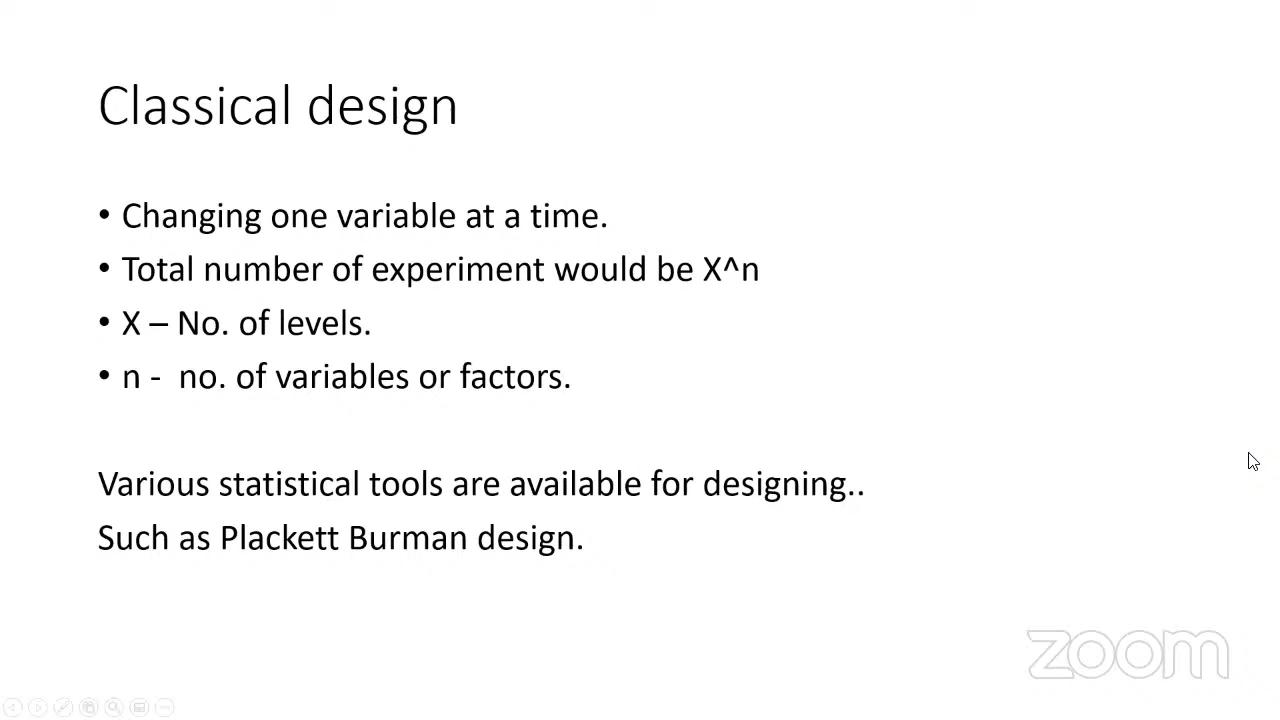 Classical design
• Changing one variable at a time.
• Total number of experiment would be X^n
• X – No. of levels.
• n - no. of variables or factors.
Various statistical tools are available for designing..
Such as Plackett Burman design.
zoom